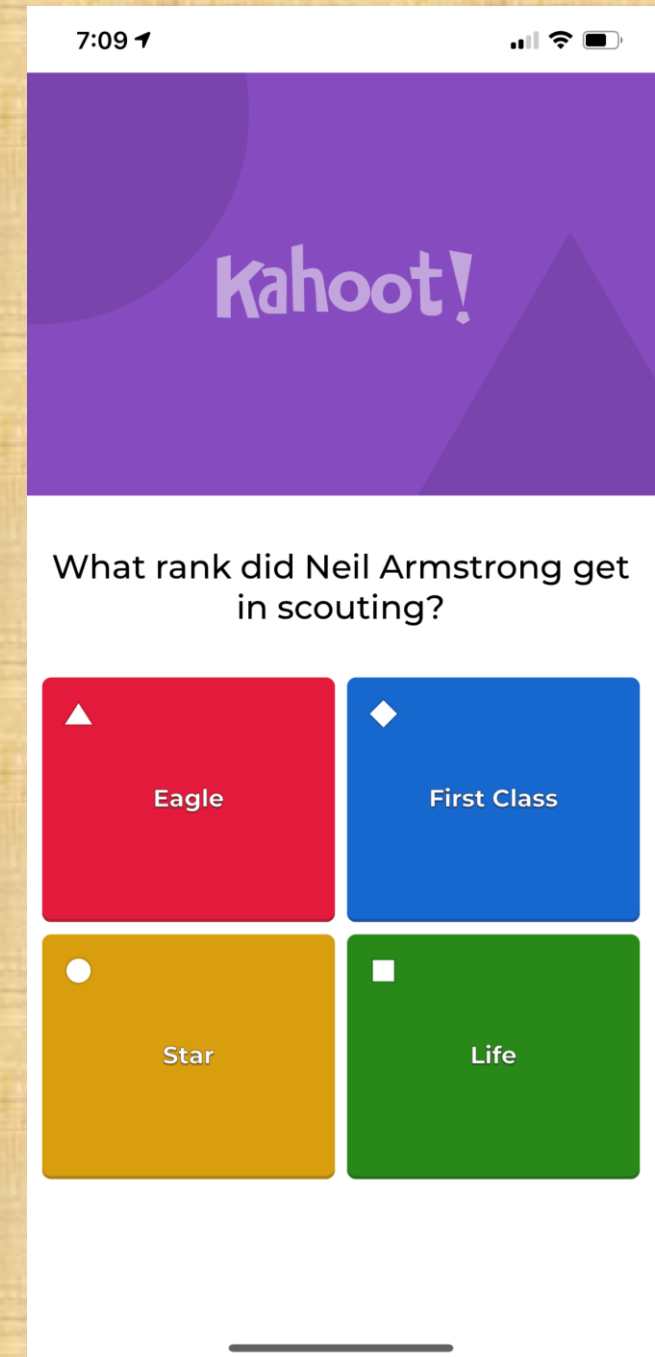 7:09
Kahoot!
What rank did Neil Armstrong get
in scouting?
Eagle
First Class
Star
Life